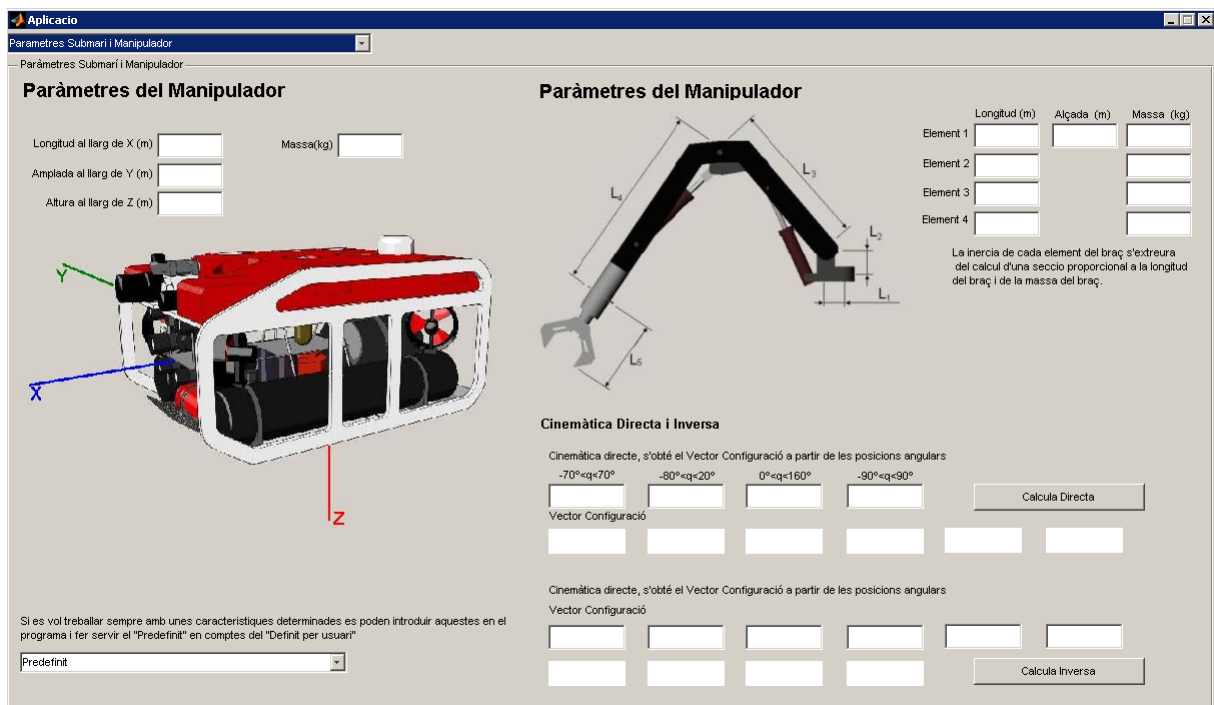 Aplicacio
Parametres Submari i Manipulador
Paràmetres Submarí i Manipulador
Paràmetres del Manipulador
Longitud al llarg de X (m)
Massa(kg)
Amplada al llarg de Y (m)
Altura al llarg de Z (m)
Y
X
Z
Si es vol treballar sempre amb unes caracteristiques determinades es poden introduir aquestes en el
programa i fer servir el "Predefinit" en comptes del "Definit per usuari"
Predefinit
Paràmetres del Manipulador
L4
L3
L2
L1
L5
Longitud (m) Alçada (m) Massa (kg)
Element 1
Element 2
Element 3
Element 4
La inercia de cada element del braç s'extreura
del calcul d'una seccio proporcional a la longitud
del braç i de la massa del braç.
Cinemàtica Directa i Inversa
Cinemàtica directe, s'obté el Vector Configuració a partir de les posicions angulars
-70°<q<70° -80°<q<20° 0°<q<160° -90°<q<90°
Calcula Directa
Vector Configuració
Cinemàtica directe, s'obté el Vector Configuració a partir de les posicions angulars
Vector Configuració
Calcula Inversa